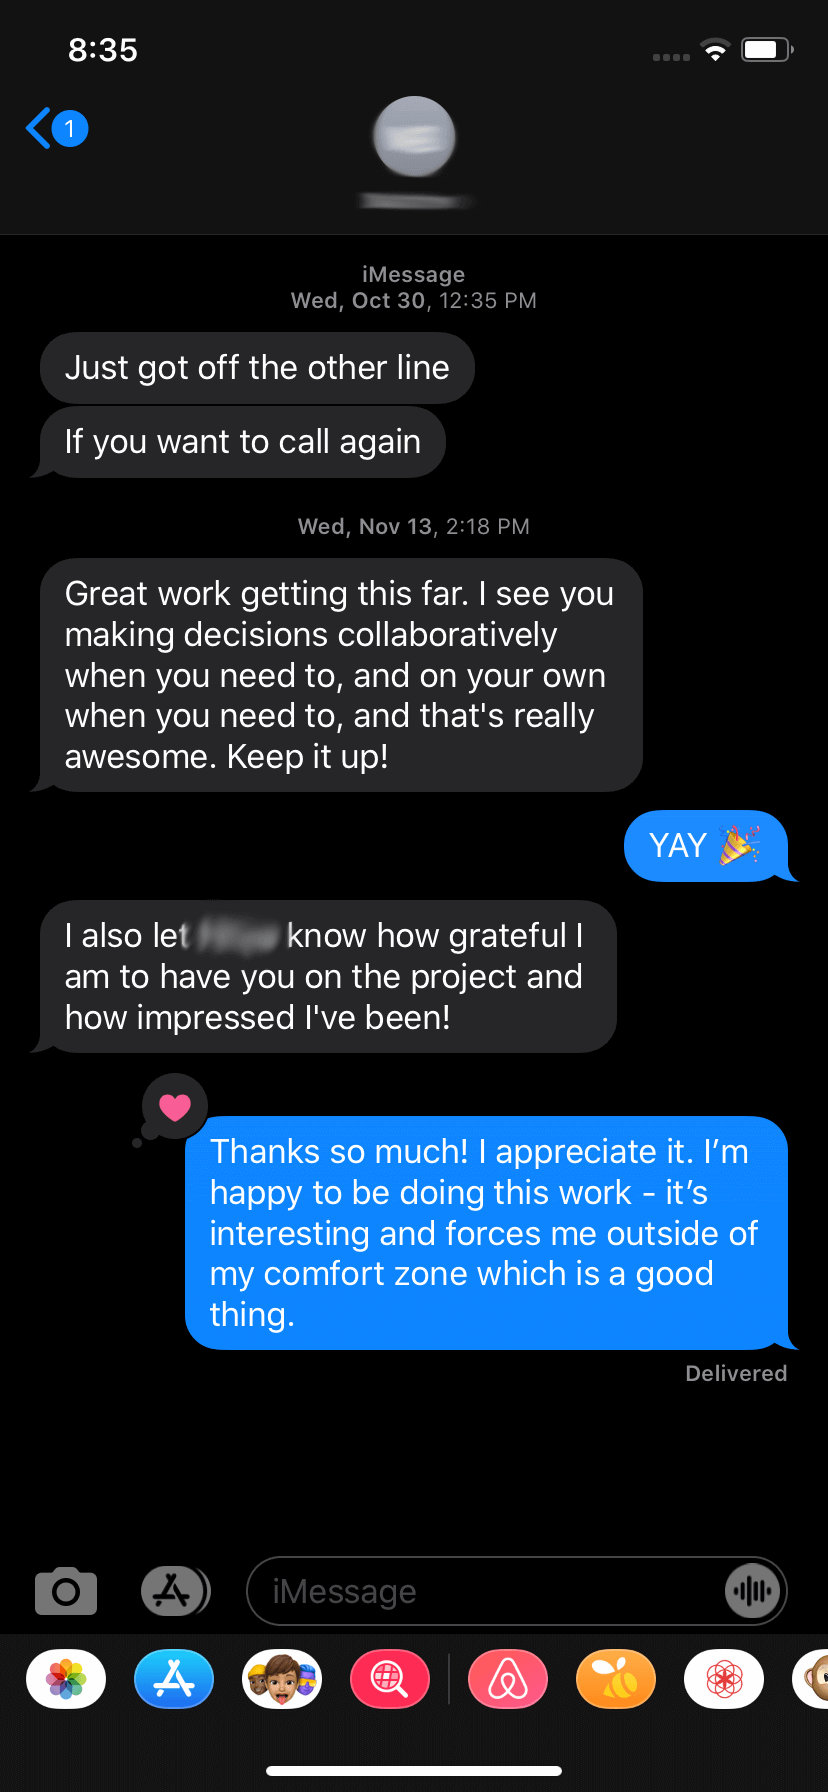 8:35
1
iMessage
Wed, Oct 30, 12:35 PM
Just got off the other line
If you want to call again
Wed, Nov 13, 2:18 PM
Great work getting this far. I see you
making decisions collaboratively
when you need to, and on your own
when you need to, and that's really
awesome. Keep it up!
YAY 🎉
I also let know how grateful I
am to have you on the project and
how impressed I've been!
Thanks so much! I appreciate it. I’m
happy to be doing this work - it’s
interesting and forces me outside of
my comfort zone which is a good
thing.
Delivered
iMessage